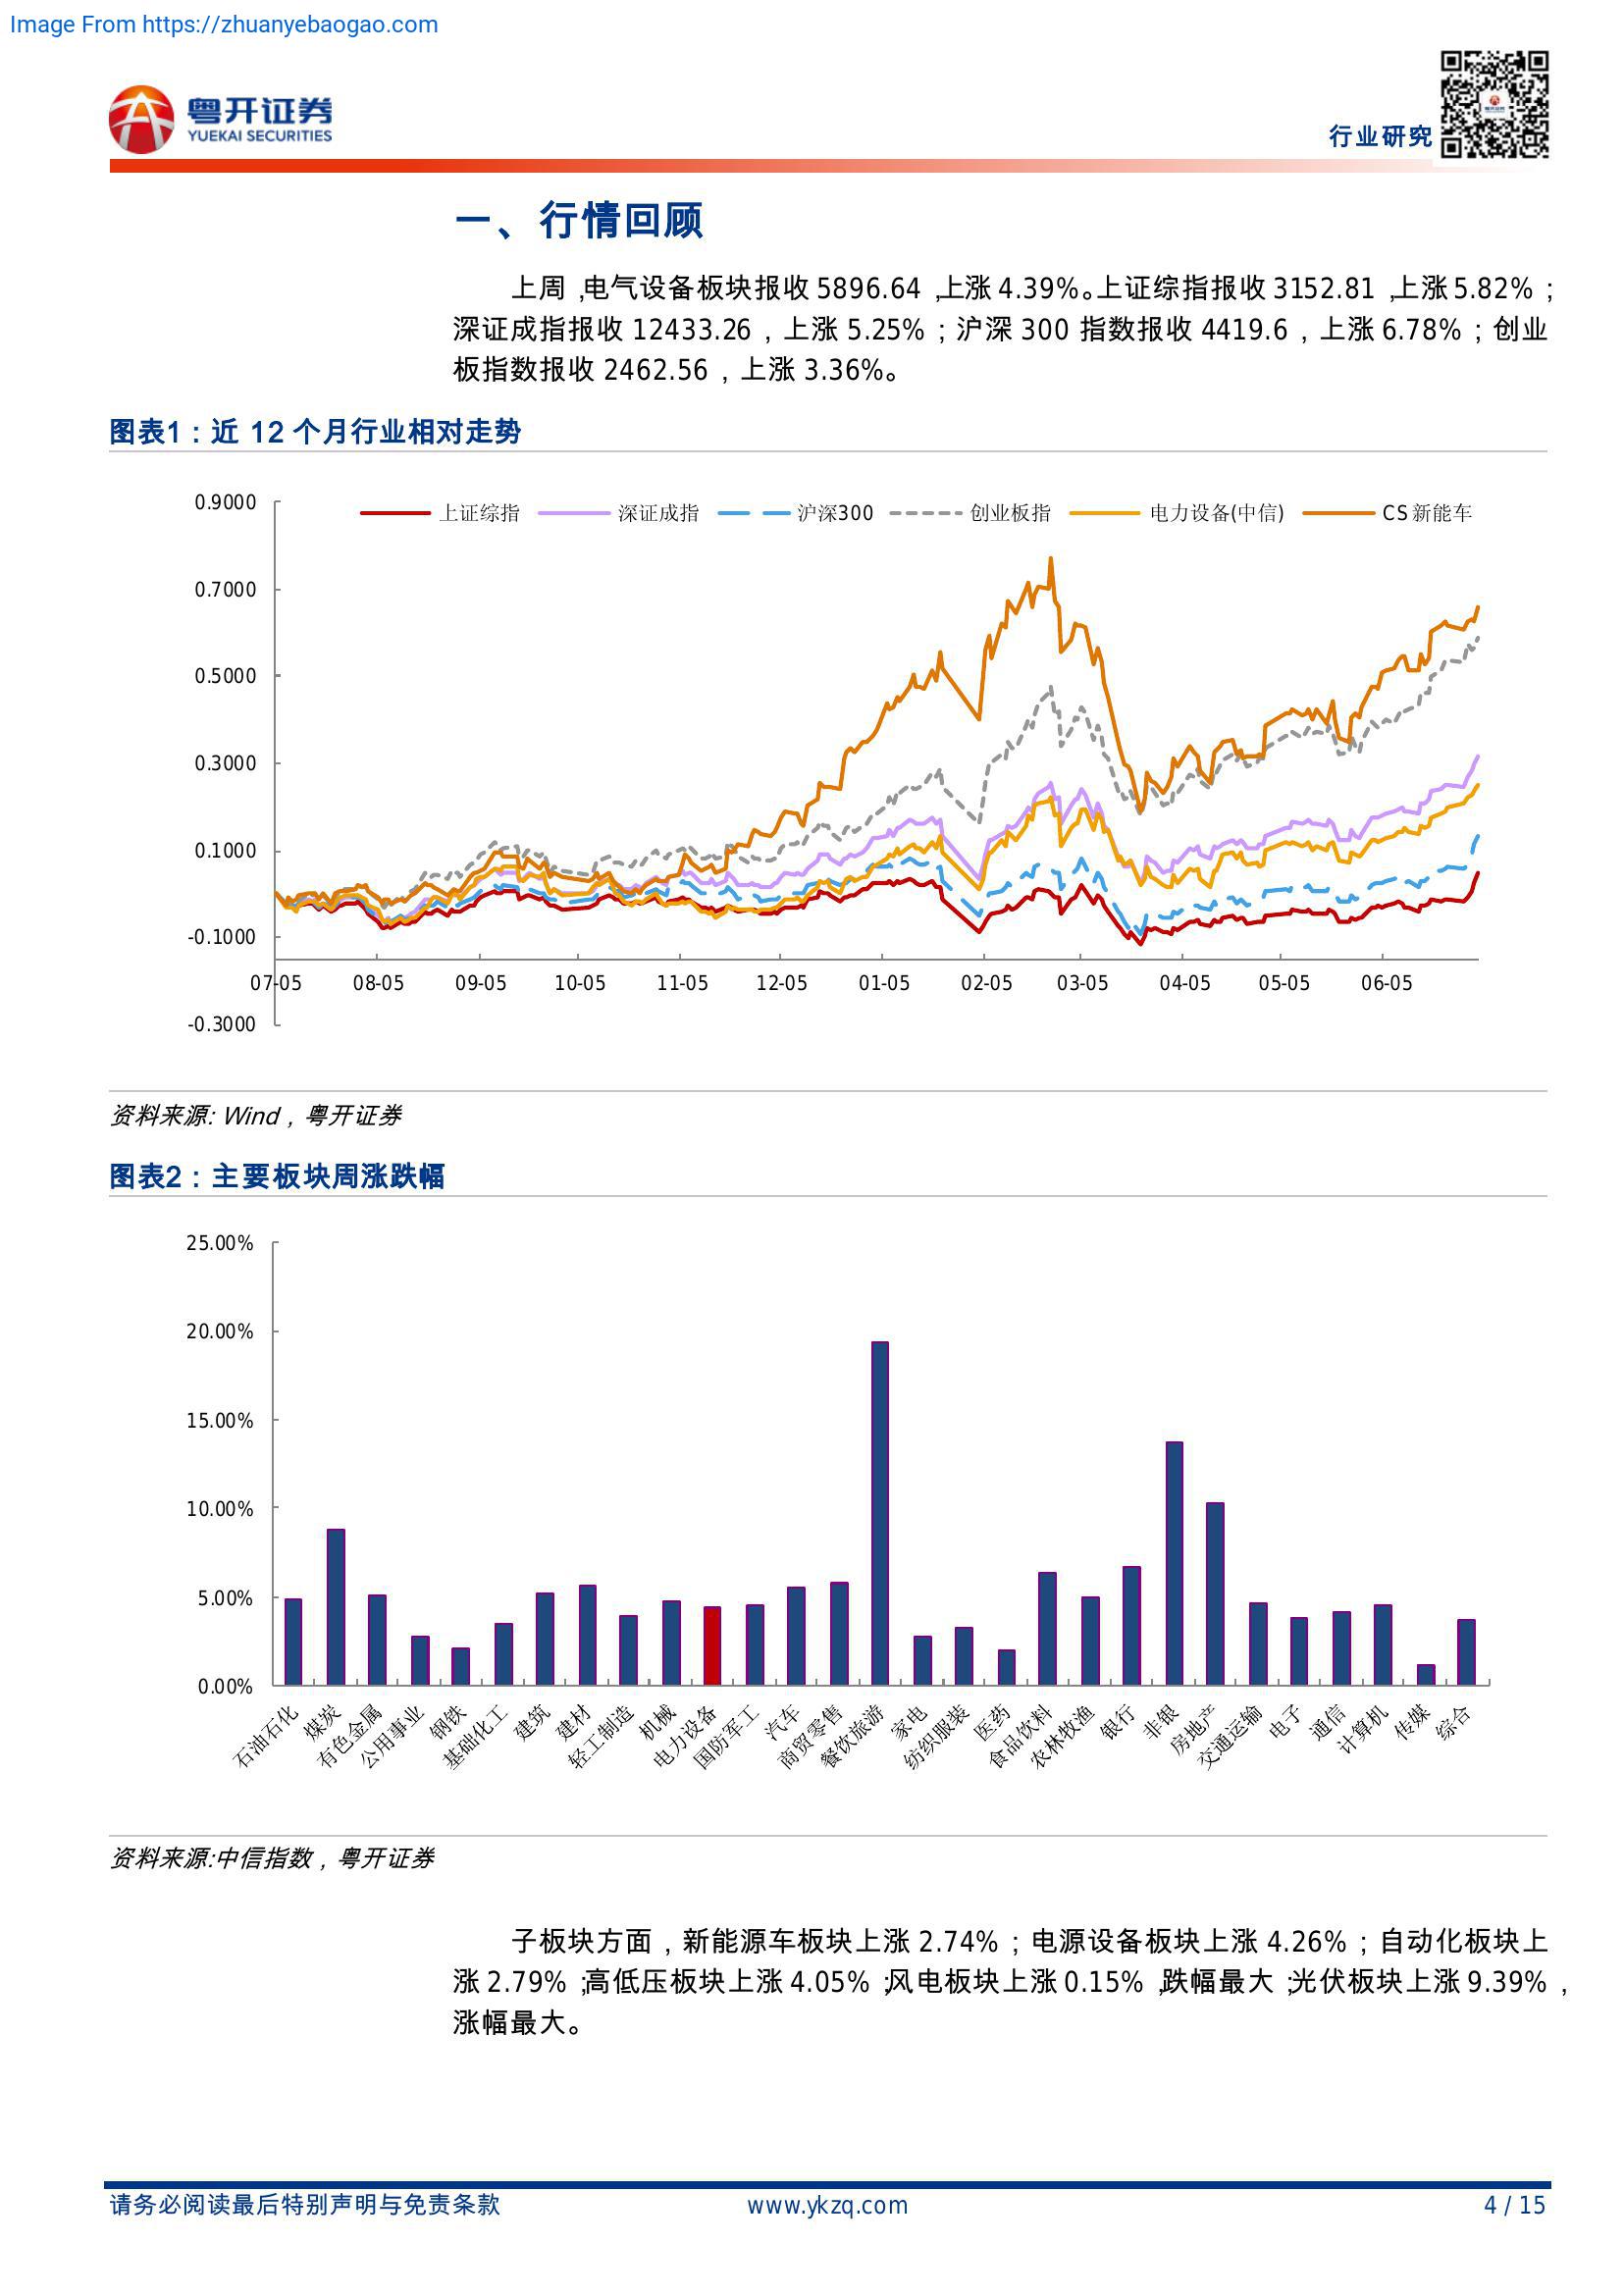 Image From https://zhuanyebaogao.com
粤开证券
YUEKAI SECURITIES
行业研究
一、行情回顾
上周,电气设备板块报收 5896.64,上涨 4.39%。上证综指报收 3152.81,上涨 5.82%;
深证成指报收 12433.26,上涨 5.25%;沪深 300 指数报收 4419.6,上涨 6.78%;创业
板指数报收 2462.56,上涨 3.36%。
图表1:近 12 个月行业相对走势
上证综指 深证成指 沪深300 创业板指 电力设备(中信) CS新能车
0.9000
0.7000
0.5000
0.3000
0.1000
-0.1000
07-05 08-05 09-05 10-05 11-05 12-05 01-05 02-05 03-05 04-05 05-05 06-05
-0.3000
资料来源: Wind,粤开证券
图表2:主要板块周涨跌幅
25.00%
20.00%
15.00%
10.00%
5.00%
0.00%
石油石化 煤炭 有色金属 公用事业 钢铁 基础化工 建筑 建材 轻工制造 机械 电力设备 国防军工 汽车 商贸零售 餐饮旅游 家电 纺织服装 医药 食品饮料 农林牧渔 银行 非银 房地产 交通运输 电子 通信 计算机 传媒 综合
资料来源:中信指数,粤开证券
子板块方面,新能源车板块上涨 2.74%;电源设备板块上涨 4.26%;自动化板块上
涨 2.79%;高低压板块上涨 4.05%;风电板块上涨 0.15%,跌幅最大;光伏板块上涨 9.39%,
涨幅最大。
请务必阅读最后特别声明与免责条款 www.ykzq.com 4 / 15